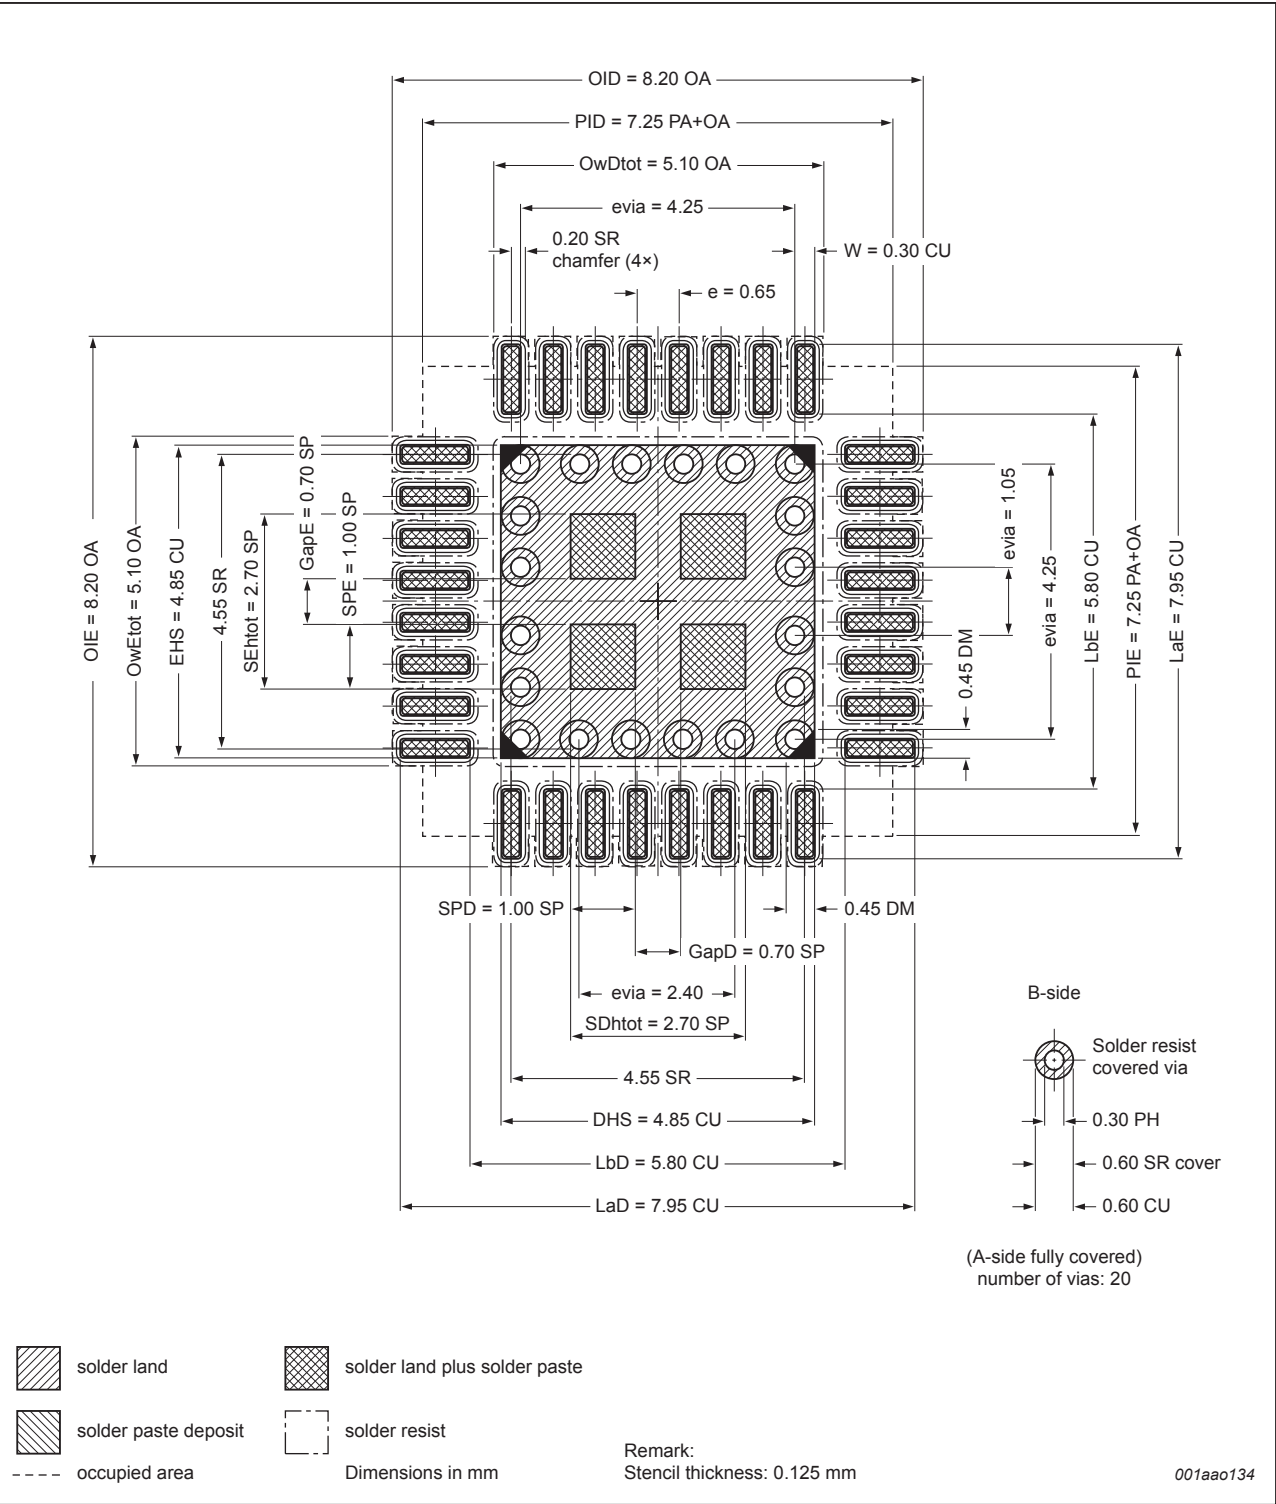 OID = 8.20 OA
PID = 7.25 PA+OA
OwDtot = 5.10 OA
evia = 4.25
0.20 SR
chamfer (4×)
W = 0.30 CU
e = 0.65
OIE = 8.20 OA
OwEtot = 5.10 OA
EHS = 4.85 CU
4.55 SR
SEhtot = 2.70 SP
GapE = 0.70 SP
SPE = 1.00 SP
evia = 1.05
0.45 DM
evia = 4.25
LbE = 5.80 CU
PIE = 7.25 PA+OA
LaE = 7.95 CU
SPD = 1.00 SP
0.45 DM
GapD = 0.70 SP
evia = 2.40
SDhtot = 2.70 SP
4.55 SR
DHS = 4.85 CU
LbD = 5.80 CU
LaD = 7.95 CU
B-side
Solder resist
covered via
0.30 PH
0.60 SR cover
0.60 CU
(A-side fully covered)
number of vias: 20
solder land
solder land plus solder paste
solder paste deposit
solder resist
occupied area
Dimensions in mm
Remark:
Stencil thickness: 0.125 mm
001aao134